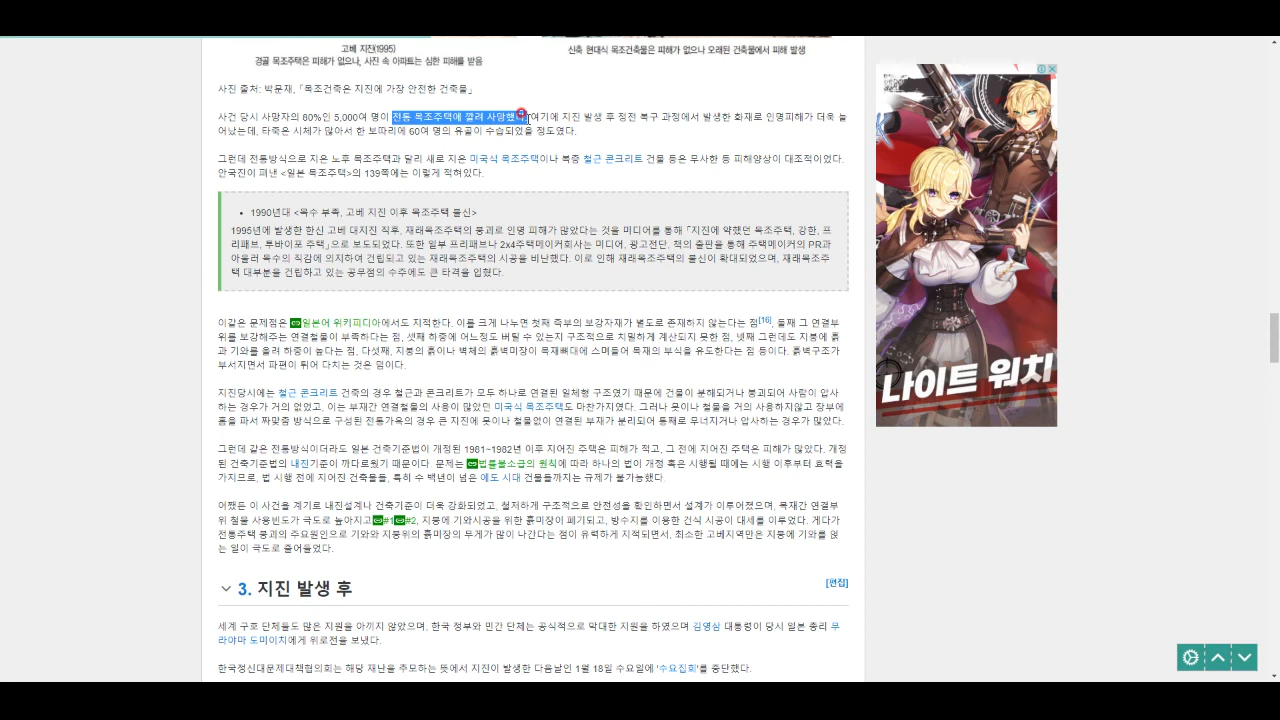 고베 지진(1995)
경골 목조주택은 피해가 없으나, 사진 속 아파트는 심한 피해를 받음
신축 현대식 목조건축물은 피해가 없으나 오래된 건축물에서 피해 발생
사진 출처: 박문재, 「목조건축은 지진에 가장 안전한 건축물」
사건 당시 사망자의 80%인 5,000여 명이 전통 목조주택에 깔려 사망했다. 여기에 지진 발생 후 정전 복구 과정에서 발생한 화재로 인명피해가 더욱 늘
어났는데, 타죽은 시체가 많아서 한 보따리에 60여 명의 유골이 수습되었을 정도였다.
그런데 전통방식으로 지은 노후 목조주택과 달리 새로 지은 미국식 목조주택이나 복층 철근 콘크리트 건물 등은 무사한 등 피해양상이 대조적이었다.
안국진이 펴낸 <일본 목조주택>의 139쪽에는 이렇게 적혀있다.
• 1990년대 <목수 부족, 고베 지진 이후 목조주택 불신>
1995년에 발생한 한신 고베 대지진 직후, 재래목조주택의 붕괴로 인명 피해가 많았다는 것을 미디어를 통해 「지진에 약했던 목조주택, 강한, 프
리패브, 투바이포 주택」으로 보도되었다. 또한 일부 프리패브나 2x4주택메이커회사는 미디어, 광고전단, 책의 출판을 통해 주택메이커의 PR과
아울러 목수의 직감에 의지하여 건립되고 있는 재래목조주택의 시공을 비난했다. 이로 인해 재래목조주택의 불신이 확대되었으며, 재래목조주
택 대부분을 건립하고 있는 공무점의 수주에도 큰 타격을 입혔다.
이같은 문제점은 일본어 위키피디아에서도 지적한다. 이를 크게 나누면 첫째 측부의 보강자재가 별도로 존재하지 않는다는 점[16], 둘째 그 연결부
위를 보강해주는 연결철물이 부족하다는 점, 셋째 하중에 어느정도 버틸 수 있는지 구조적으로 치밀하게 계산되지 못한 점, 넷째 그런데도 지붕에 흙
과 기와를 올려 하중이 높다는 점, 다섯째, 지붕의 흙이나 벽체의 흙벽미장이 목재뼈대에 스며들어 목재의 부식을 유도한다는 점 등이다. 흙벽구조가
부서지면서 파편이 튀어 다치는 것은 덤이다.
지진당시에는 철근 콘크리트 건축의 경우 철근과 콘크리트가 모두 하나로 연결된 일체형 구조였기 때문에 건물이 분해되거나 붕괴되어 사람이 압사
하는 경우가 거의 없었고, 이는 부재간 연결철물의 사용이 많았던 미국식 목조주택도 마찬가지였다. 그러나 못이나 철물을 거의 사용하지않고 장부에
홈을 파서 짜맞춤 방식으로 구성된 전통가옥의 경우 큰 지진에 못이나 철물없이 연결된 부재가 분리되어 통째로 무너지거나 압사하는 경우가 많았다.
그런데 같은 전통방식이더라도 일본 건축기준법이 개정된 1981~1982년 이후 지어진 주택은 피해가 적고, 그 전에 지어진 주택은 피해가 많았다. 개정
된 건축기준법의 내진기준이 까다로웠기 때문이다. 문제는 법률불소급의 원칙에 따라 하나의 법이 개정 혹은 시행될 때에는 시행 이후부터 효력을
가지므로, 법 시행 전에 지어진 건축물들, 특히 수 백년이 넘은 에도 시대 건물들까지는 규제가 불가능했다.
어쨌든 이 사건을 계기로 내진설계나 건축기준이 더욱 강화되었고, 철저하게 구조적으로 안전성을 확인하면서 설계가 이루어졌으며, 목재간 연결부
위 철물 사용빈도가 극도로 높아지고#1#2, 지붕에 기와시공을 위한 흙미장이 폐기되고, 방수지를 이용한 건식 시공이 대세를 이루었다. 게다가
전통주택 붕괴의 주요원인으로 기와와 지붕위의 흙미장의 무게가 많이 나간다는 점이 유력하게 지적되면서, 최소한 고베지역만은 지붕에 기와를 얹
는 일이 극도로 줄어들었다.
3. 지진 발생 후
[편집]
세계 구호 단체들도 많은 지원을 아끼지 않았으며, 한국 정부와 민간 단체는 공식적으로 막대한 지원을 하였으며 김영삼 대통령이 당시 일본 총리 무
라야마 도미이치에게 위로전을 보냈다.
한국정신대문제대책협의회는 해당 재난을 추모하는 뜻에서 지진이 발생한 다음날인 1월 18일 수요일에 '수요집회'를 중단했다.
나이트 워치